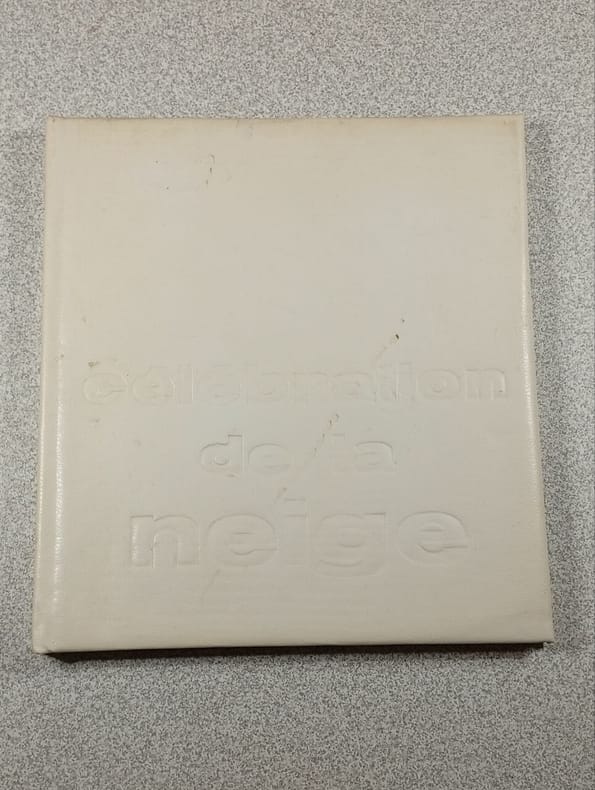 célébration
de la
neige